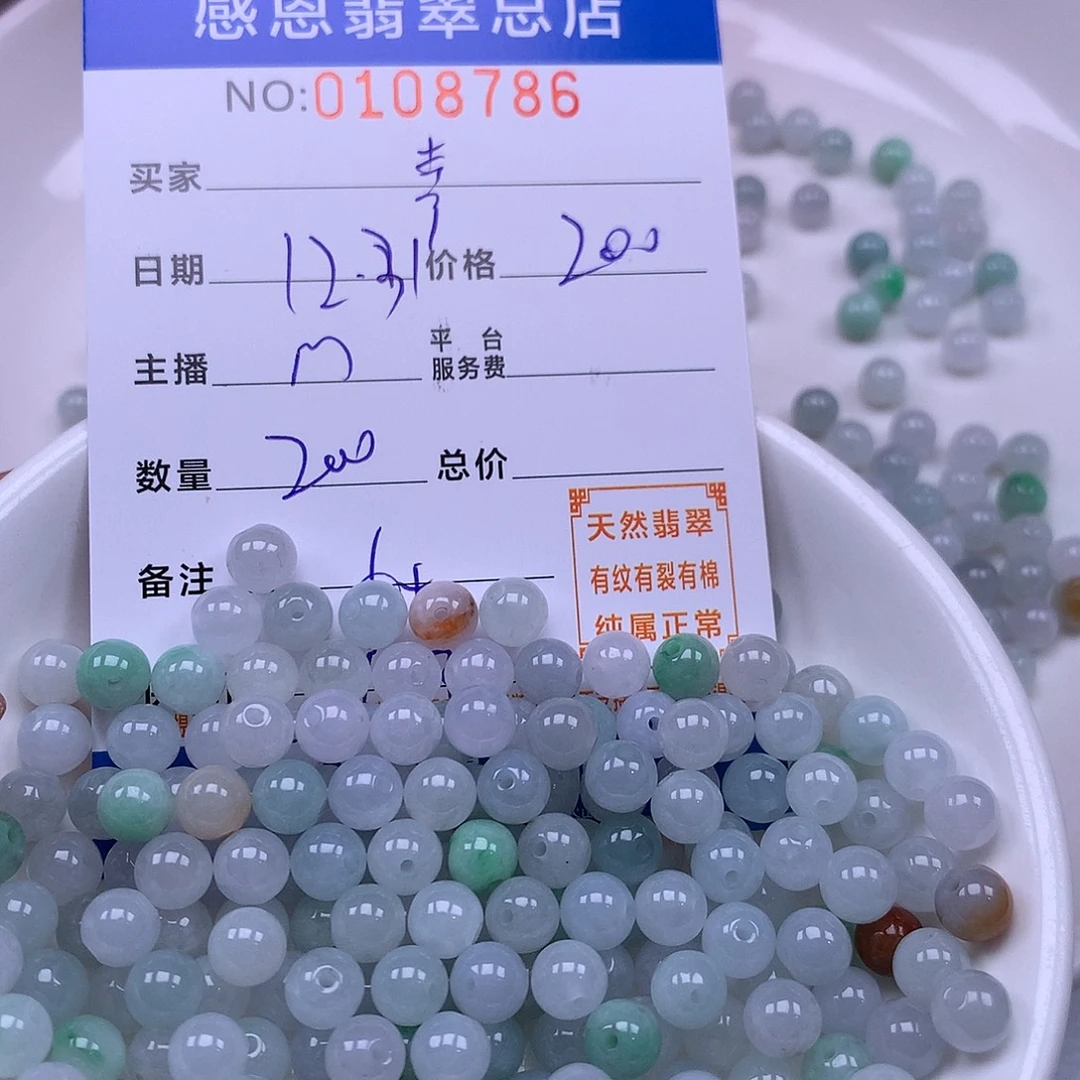 感恩翡翠总店
NO:0108786
买家
日期 12.31 价格 200
主播 m 平台服务费
数量 200 总价
备注
天然翡翠
有纹有裂有棉
纯属正常